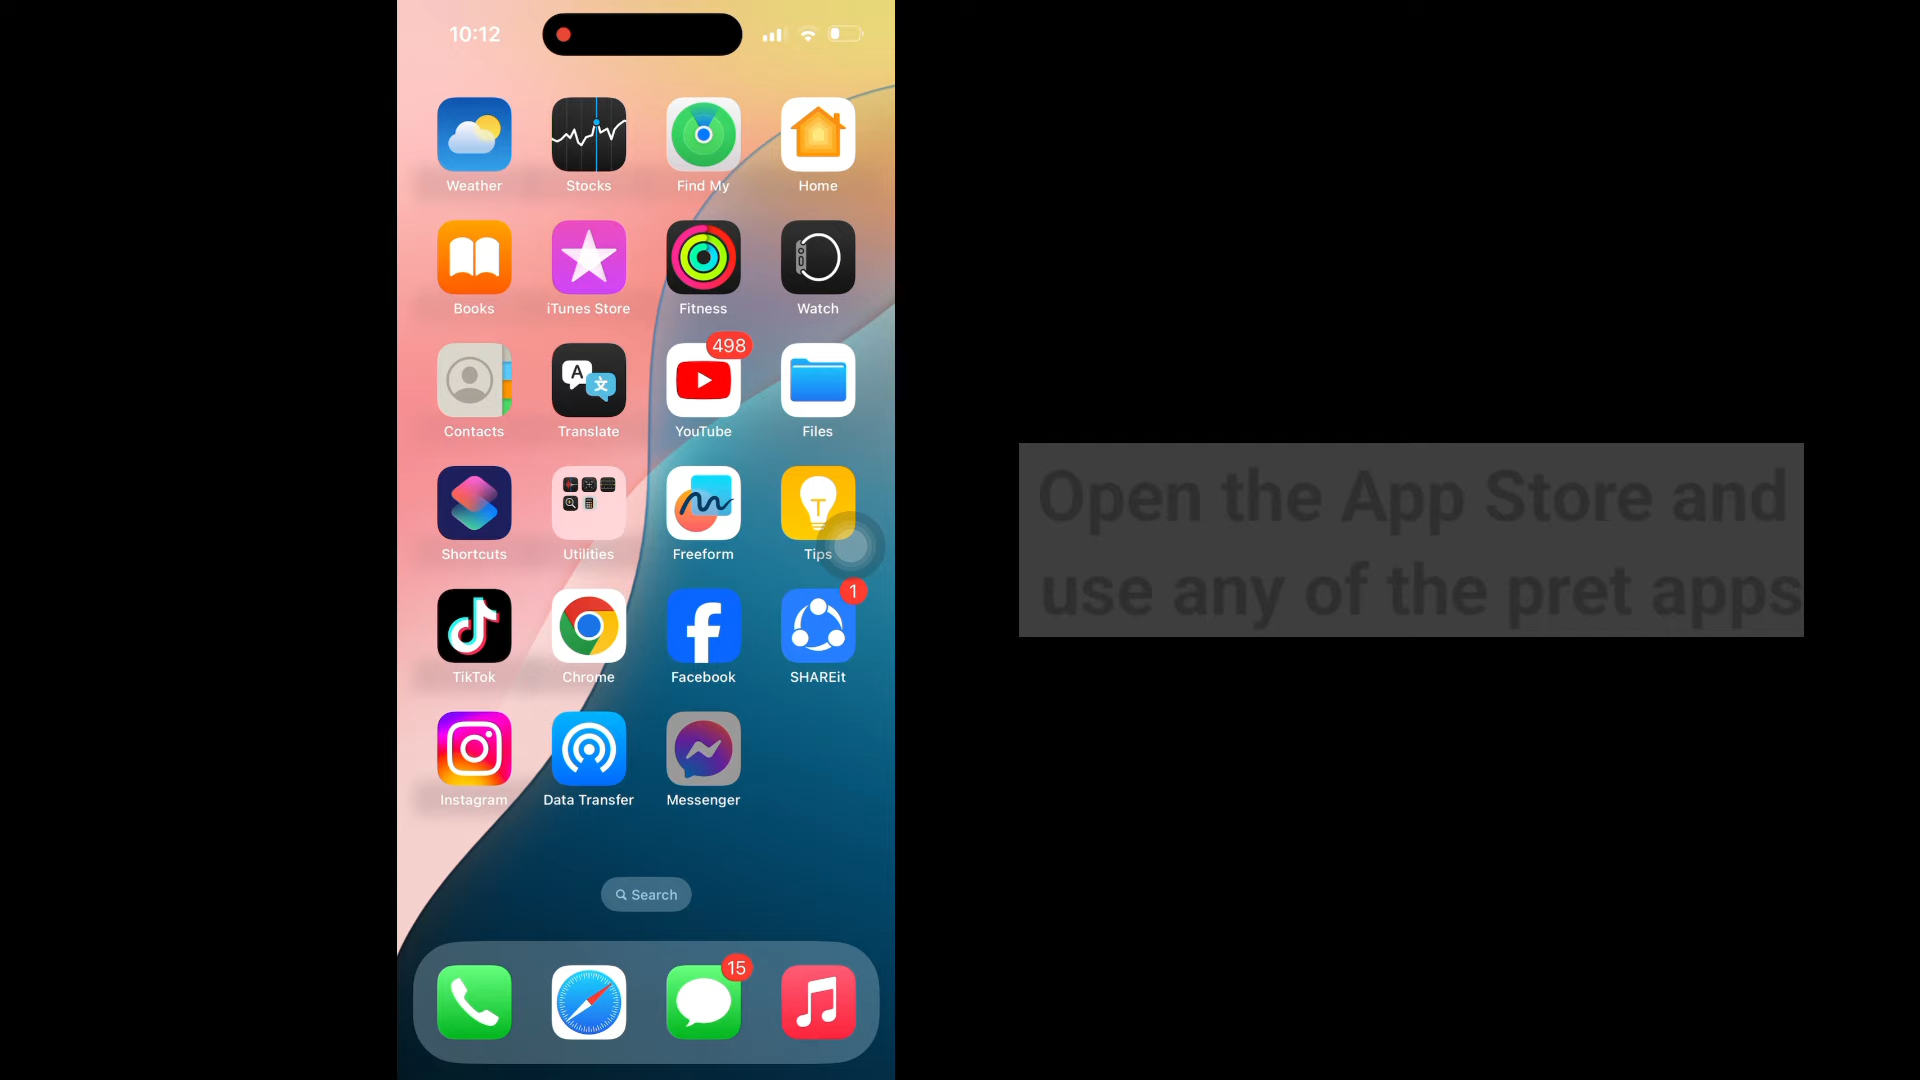 10:12
Weather Stocks Find My Home
Books iTunes Store Fitness Watch
498
Contacts Translate YouTube Files
Shortcuts Utilities Freeform Tips
1
TikTok Chrome Facebook SHAREit
Instagram Data Transfer Messenger
Search
15
Open the App Store and
use any of the pret apps